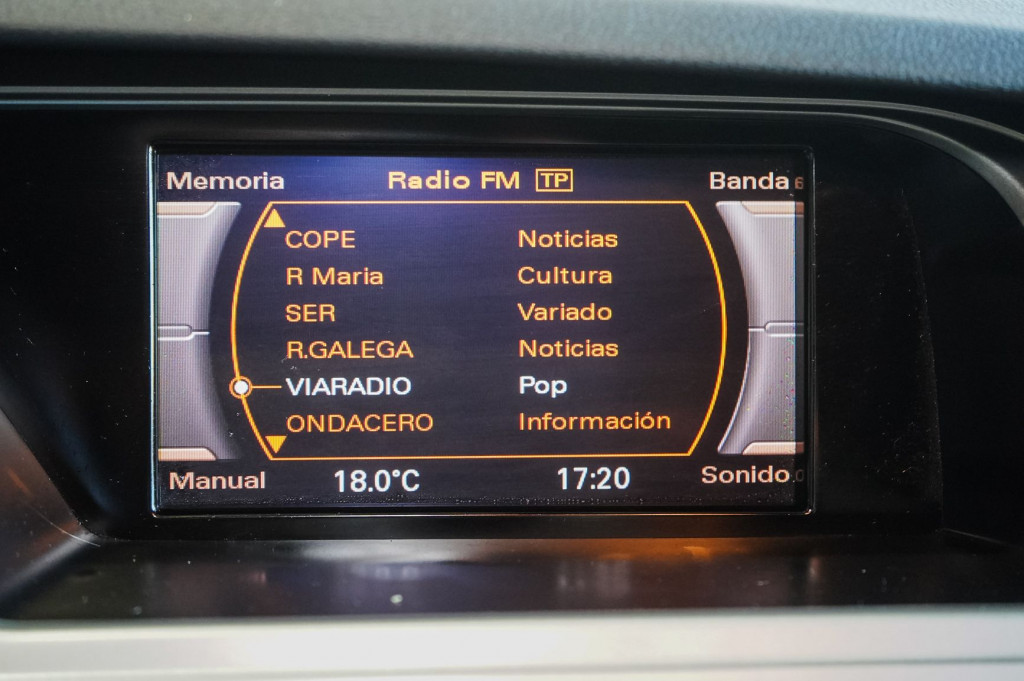 Memoria Radio FM TP Banda
COPE Noticias
R Maria Cultura
SER Variado
R.GALEGA Noticias
VIARADIO Pop
ONDACERO Información
Manual 18.0°C 17:20 Sonido